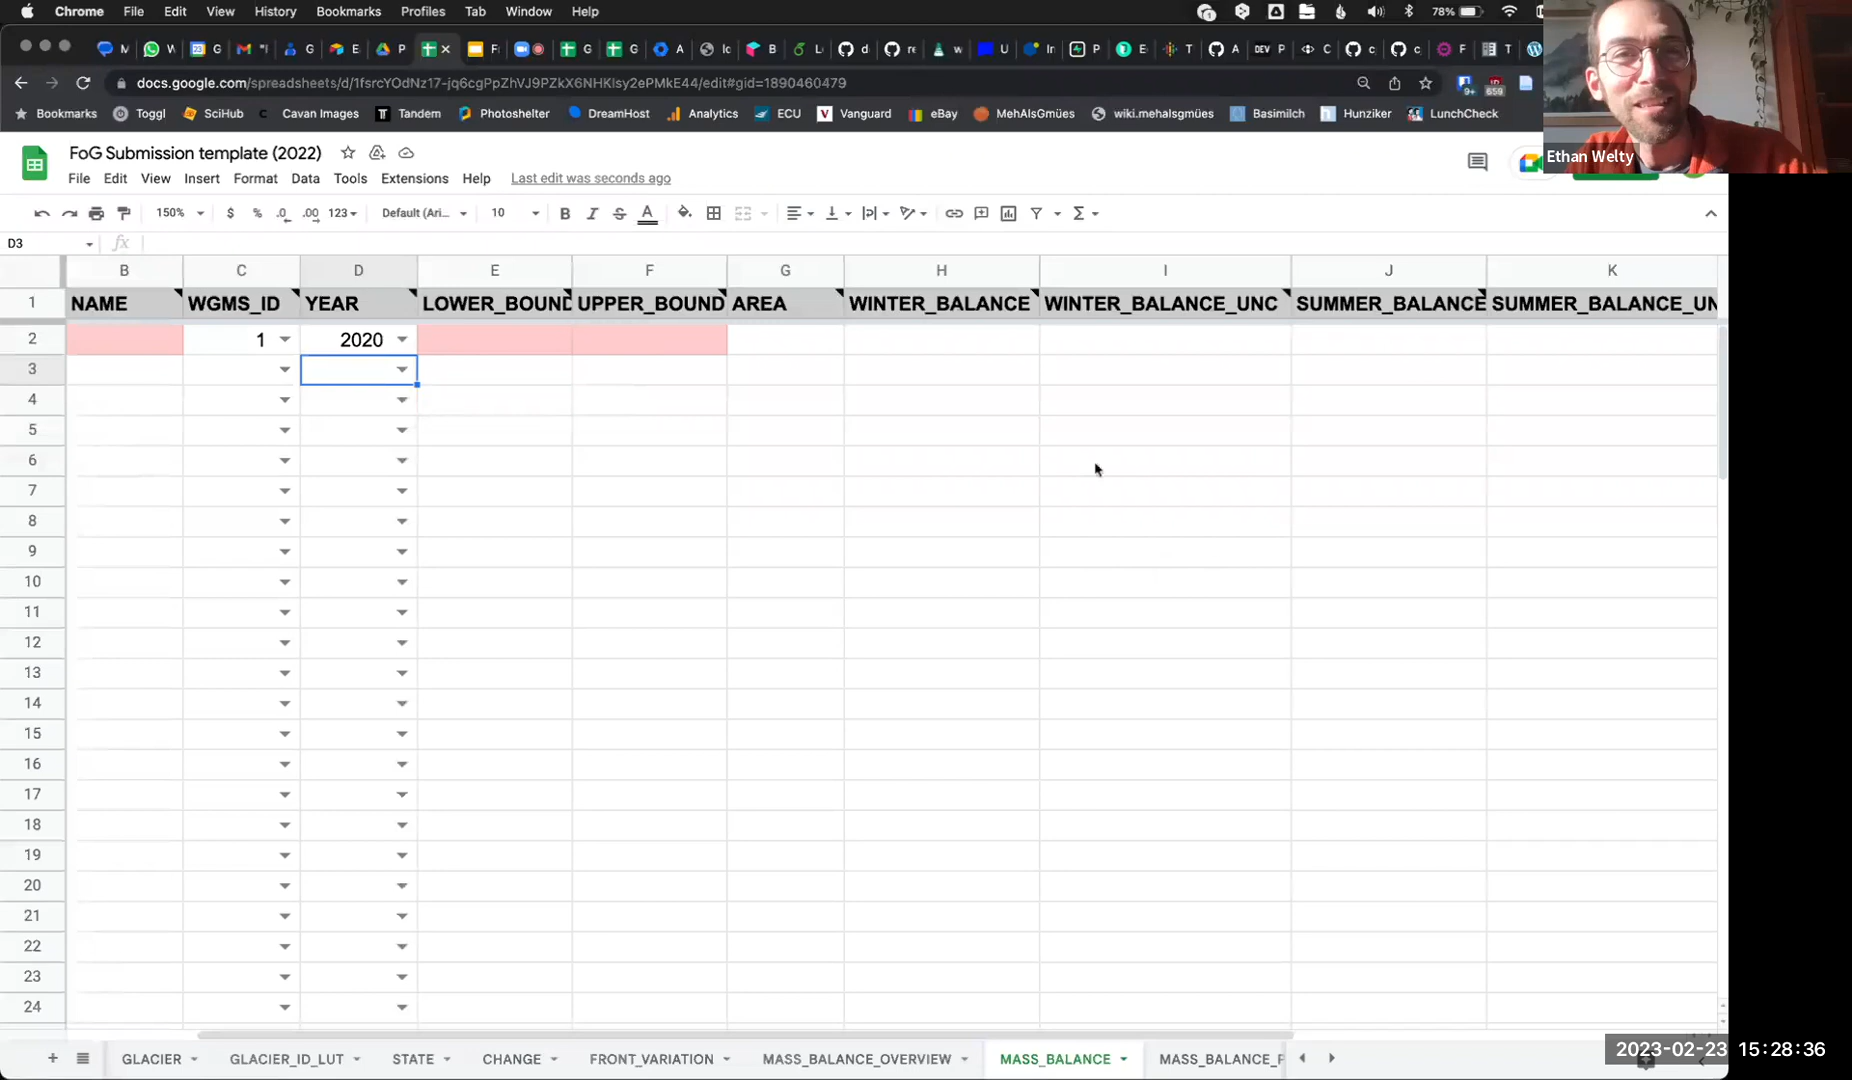 Chrome File Edit View History Bookmarks Profiles Tab Window Help 78%
docs.google.com/spreadsheets/d/1fsrcYOdNz17-jq6cgPpZhVJ9PZkX6NHKIsy2ePMkE44/edit#gid=1890460479
Bookmarks Toggl SciHub Cavan Images Tandem Photoshelter DreamHost Analytics ECU Vanguard eBay MehAlsGmües wiki.mehalsgmües Basimilch Hunziker LunchCheck
Ethan Welty
FoG Submission template (2022)
File Edit View Insert Format Data Tools Extensions Help Last edit was seconds ago
150% $ % .0 .00 123 Default (Ari... 10 B I S A
D3 fx
B C D E F G H I J K
1 NAME WGMS_ID YEAR LOWER_BOUND UPPER_BOUND AREA WINTER_BALANCE WINTER_BALANCE_UNC SUMMER_BALANCE SUMMER_BALANCE_UN
2 1 2020
3
4
5
6
7
8
9
10
11
12
13
14
15
16
17
18
19
20
21
22
23
24
+ GLACIER GLACIER_ID_LUT STATE CHANGE FRONT_VARIATION MASS_BALANCE_OVERVIEW MASS_BALANCE MASS_BALANCE_F
2023-02-23 15:28:36